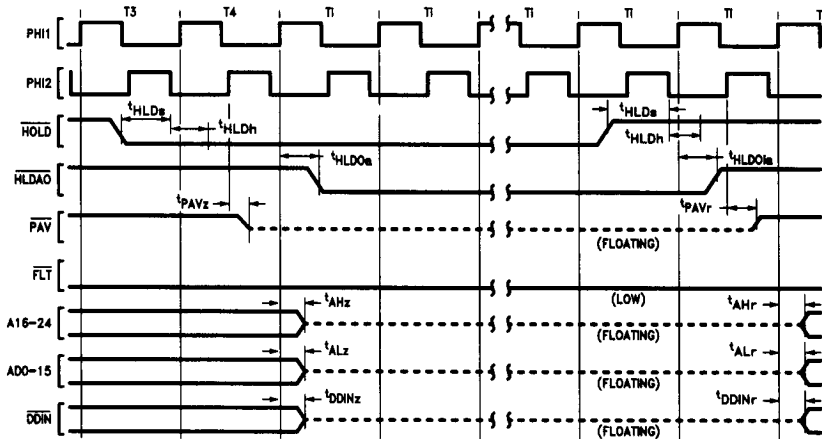 T3 T4 Ti Ti Ti Ti Ti T
PHI1
PHI2
tHLDs
tHLDs
HOLD
tHLDh
tHLDh
tHLDOa
tHLDOia
HLDAO
tPAVz
tPAVr
PAV
(FLOATING)
FLT
(LOW)
tAHz
tAHr
A16-24
(FLOATING)
tALz
tALr
AD0-15
(FLOATING)
tDDINz
tDDINr
DDIN
(FLOATING)